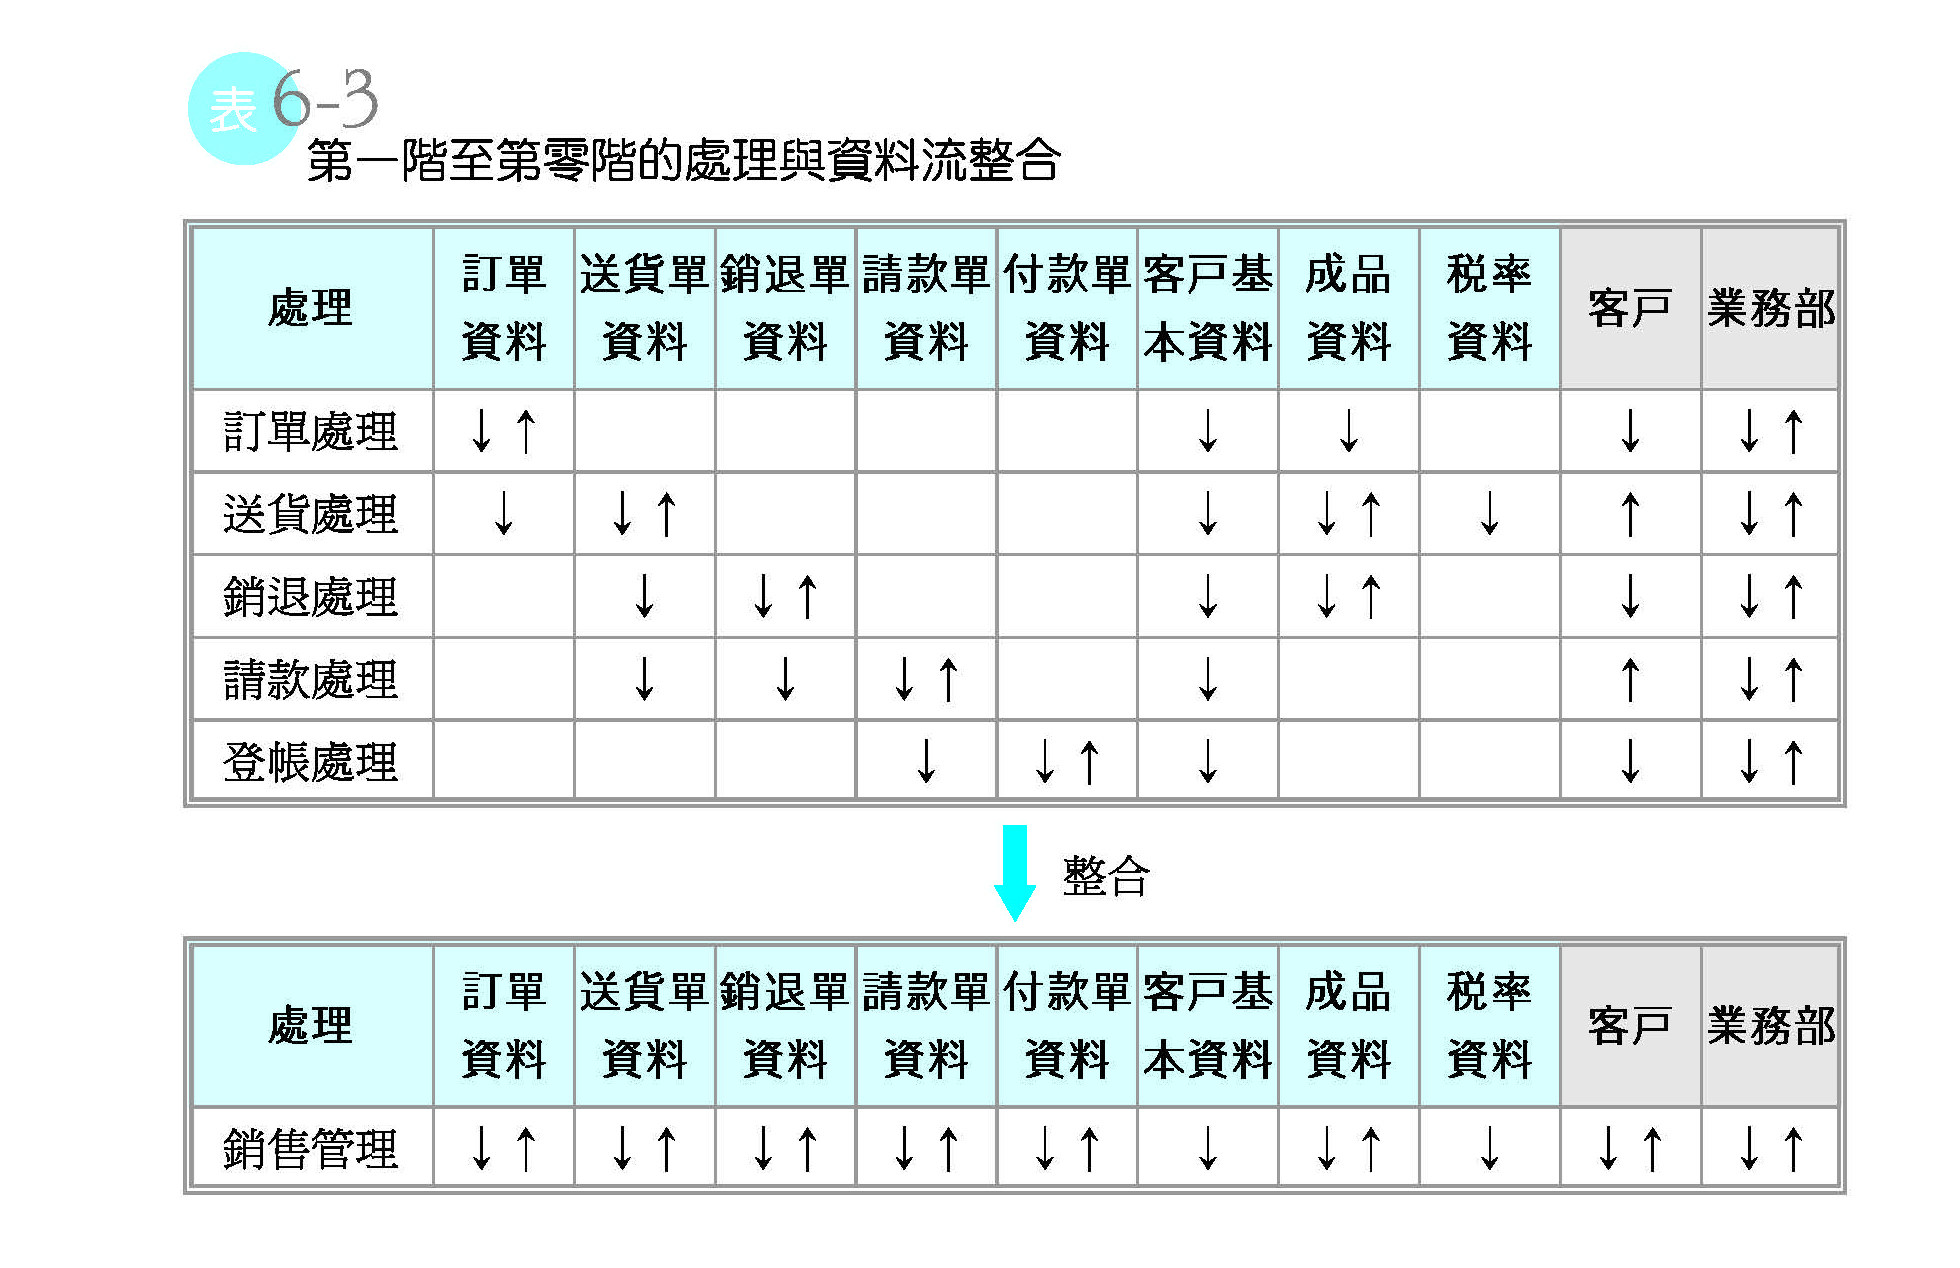 表 6-3
第一階至第零階的處理與資料流整合
處理 訂單資料 送貨單資料 銷退單資料 請款單資料 付款單資料 客戶基本資料 成品資料 稅率資料 客戶 業務部
訂單處理 ↓↑ ↓ ↓ ↓ ↓↑
送貨處理 ↓ ↓↑ ↓ ↓↑ ↓ ↑ ↓↑
銷退處理 ↓ ↓↑ ↓ ↓↑ ↓ ↓↑
請款處理 ↓ ↓ ↓↑ ↓ ↑ ↓↑
登帳處理 ↓ ↓↑ ↓ ↓ ↓↑
整合
處理 訂單資料 送貨單資料 銷退單資料 請款單資料 付款單資料 客戶基本資料 成品資料 稅率資料 客戶 業務部
銷售管理 ↓↑ ↓↑ ↓↑ ↓↑ ↓↑ ↓ ↓↑ ↓ ↓↑ ↓↑